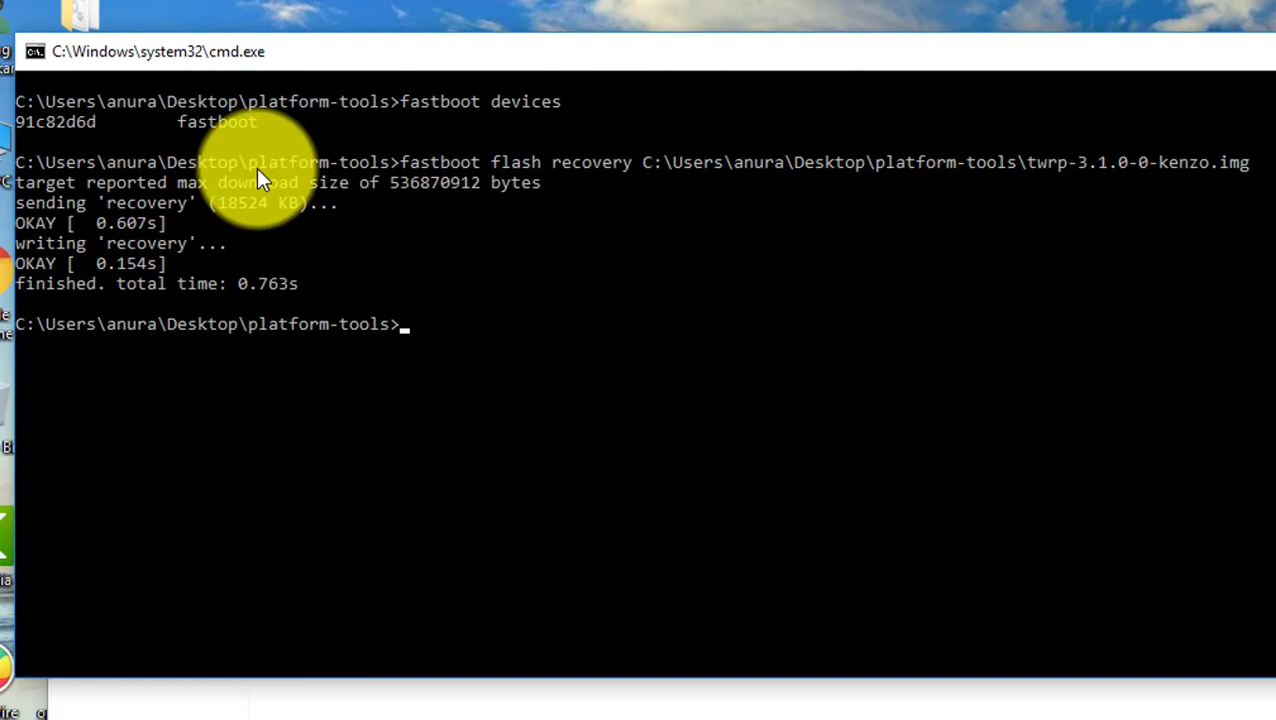 C:\Windows\system32\cmd.exe
C:\Users\anura\Desktop\platform-tools>fastboot devices
91c82d6d        fastboot
C:\Users\anura\Desktop\platform-tools>fastboot flash recovery C:\Users\anura\Desktop\platform-tools\twrp-3.1.0-0-kenzo.img
target reported max download size of 536870912 bytes
sending 'recovery' (18524 KB)...
OKAY [  0.607s]
writing 'recovery'...
OKAY [  0.154s]
finished. total time: 0.763s
C:\Users\anura\Desktop\platform-tools>_